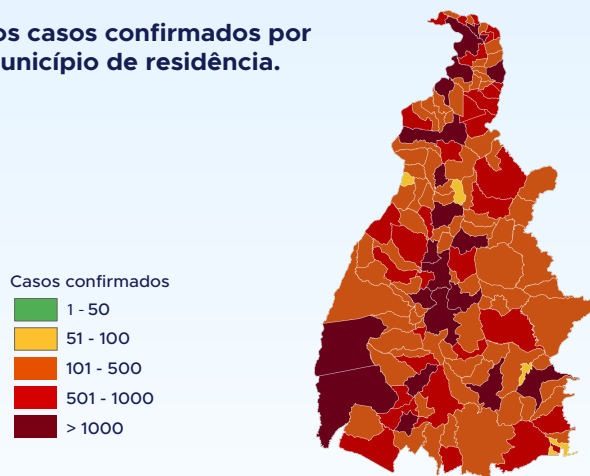 os casos confirmados por
unicípio de residência.
Casos confirmados
1 - 50
51 - 100
101 - 500
501 - 1000
> 1000